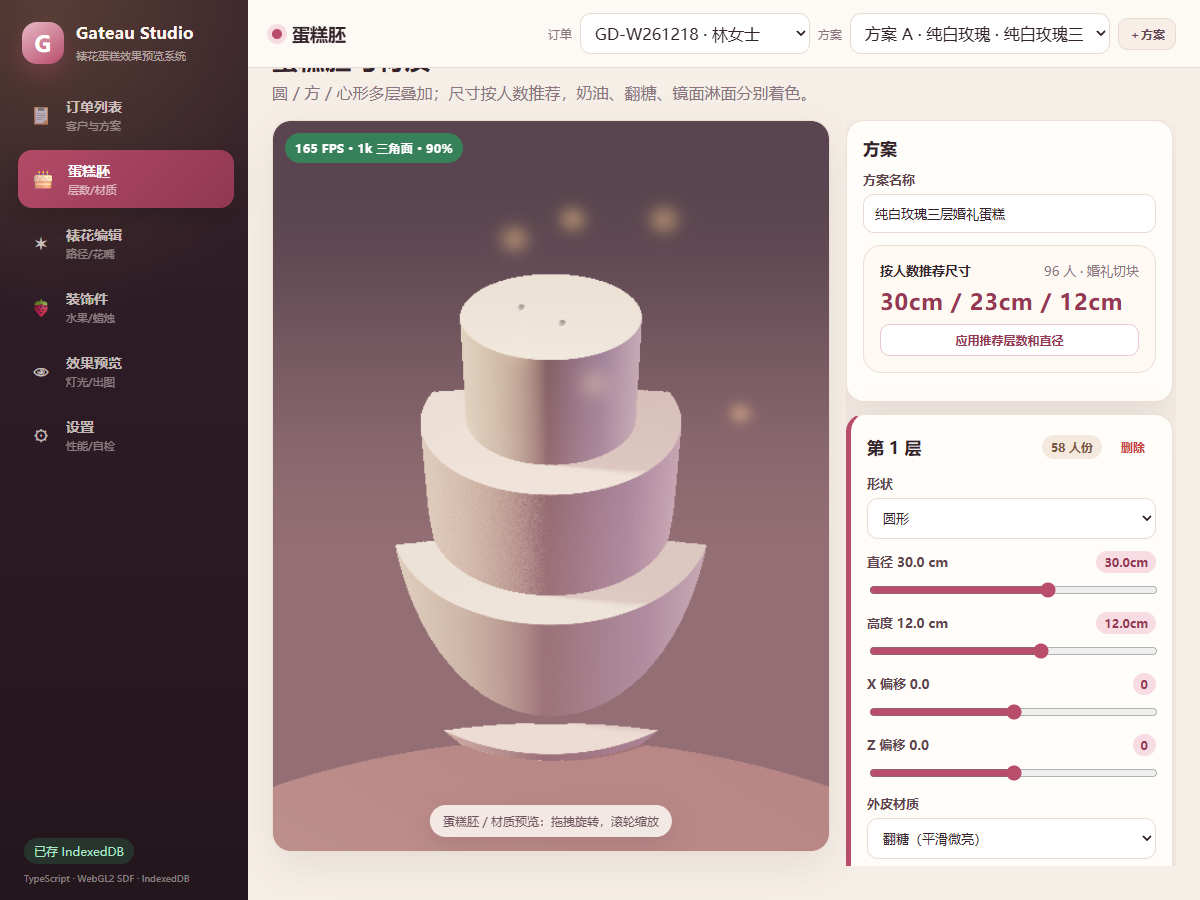 G
Gateau Studio
裱花蛋糕效果预览系统
订单列表
客户与方案
蛋糕胚
层数/材质
裱花编辑
路径/花嘴
装饰件
水果/蜡烛
效果预览
灯光/出图
设置
性能/自检
已存 IndexedDB
TypeScript · WebGL2 SDF · IndexedDB
蛋糕胚
订单
GD-W261218 · 林女士
方案
方案 A · 纯白玫瑰 · 纯白玫瑰三
+ 方案
圆 / 方 / 心形多层叠加；尺寸按人数推荐，奶油、翻糖、镜面淋面分别着色。
165 FPS • 1k 三角面 • 90%
蛋糕胚 / 材质预览：拖拽旋转，滚轮缩放
方案
方案名称
纯白玫瑰三层婚礼蛋糕
按人数推荐尺寸
96 人 · 婚礼切块
30cm / 23cm / 12cm
应用推荐层数和直径
第 1 层
58 人份
删除
形状
圆形
直径 30.0 cm
30.0cm
高度 12.0 cm
12.0cm
X 偏移 0.0
0
Z 偏移 0.0
0
外皮材质
翻糖（平滑微亮）